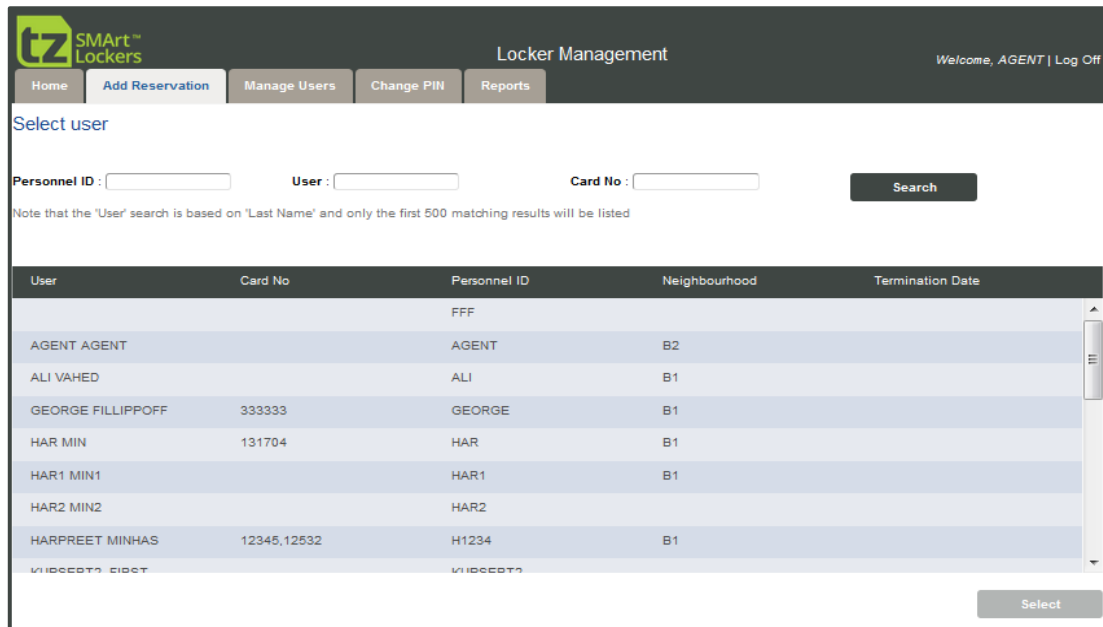 tz SMArt™ Lockers
Locker Management
Welcome, AGENT | Log Off
Home Add Reservation Manage Users Change PIN Reports
Select user
Personnel ID : User : Card No : Search
Note that the 'User' search is based on 'Last Name' and only the first 500 matching results will be listed
User Card No Personnel ID Neighbourhood Termination Date
FFF
AGENT AGENT AGENT B2
ALI VAHED ALI B1
GEORGE FILLIPPOFF 333333 GEORGE B1
HAR MIN 131704 HAR B1
HAR1 MIN1 HAR1 B1
HAR2 MIN2 HAR2
HARPREET MINHAS 12345,12532 H1234 B1
Select